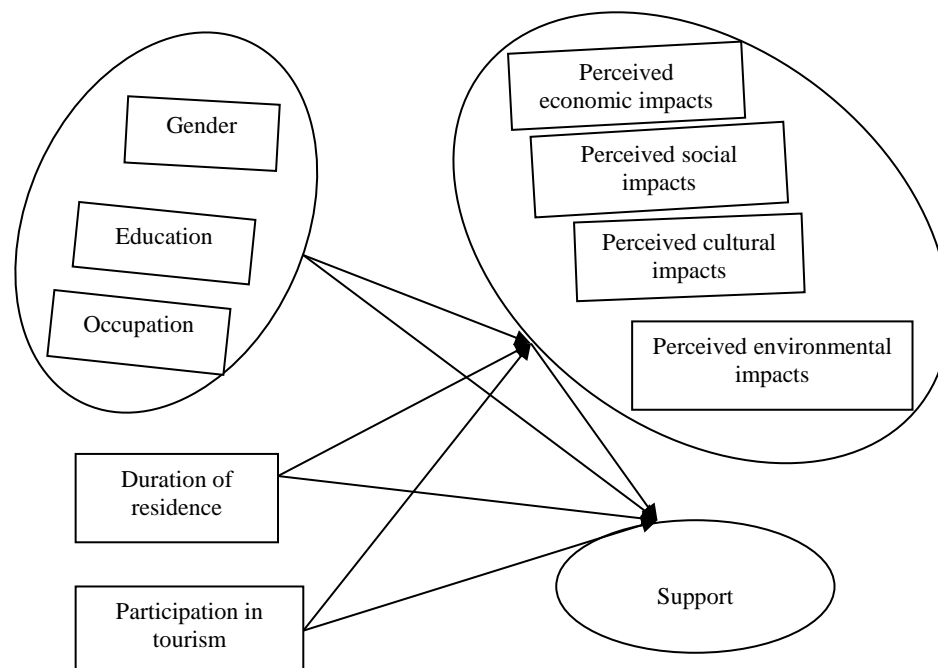 Gender
Education
Occupation
Duration of
residence
Participation in
tourism
Perceived
economic impacts
Perceived social
impacts
Perceived cultural
impacts
Perceived environmental
impacts
Support